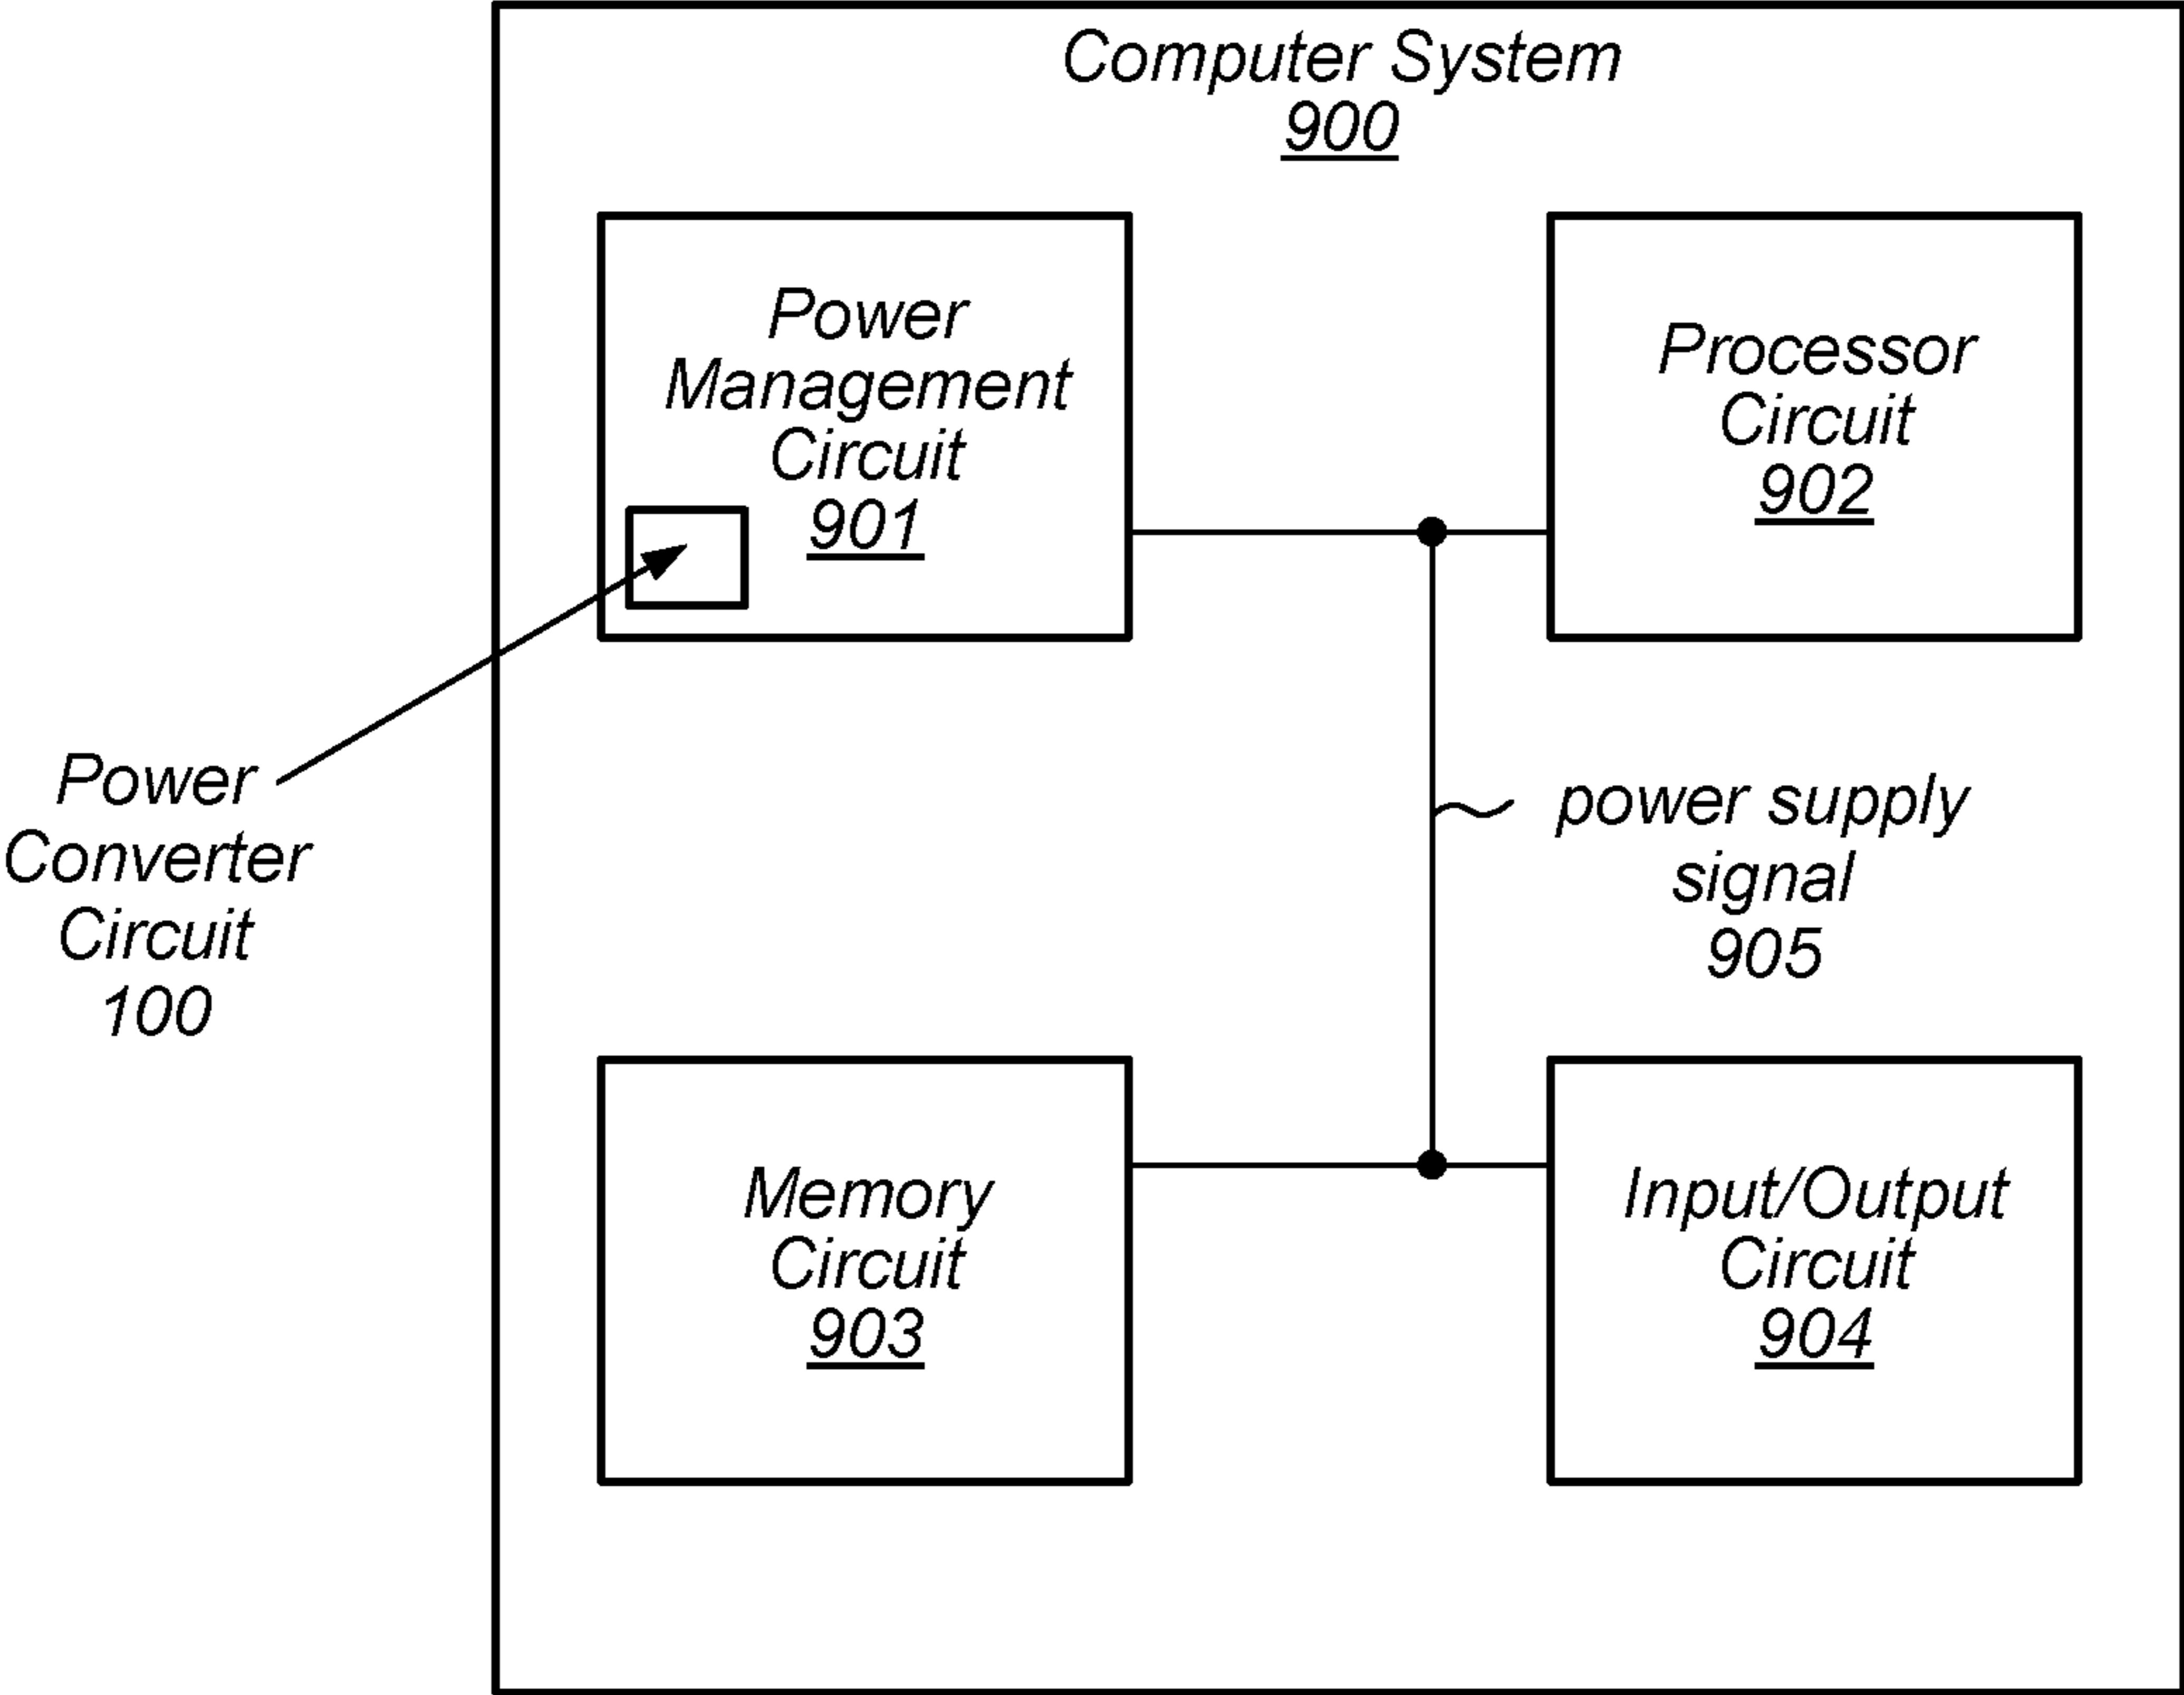 Computer System
900
Power
Management
Circuit
901
Processor
Circuit
902
Power
Converter
Circuit
100
power supply
signal
905
Memory
Circuit
903
Input/Output
Circuit
904